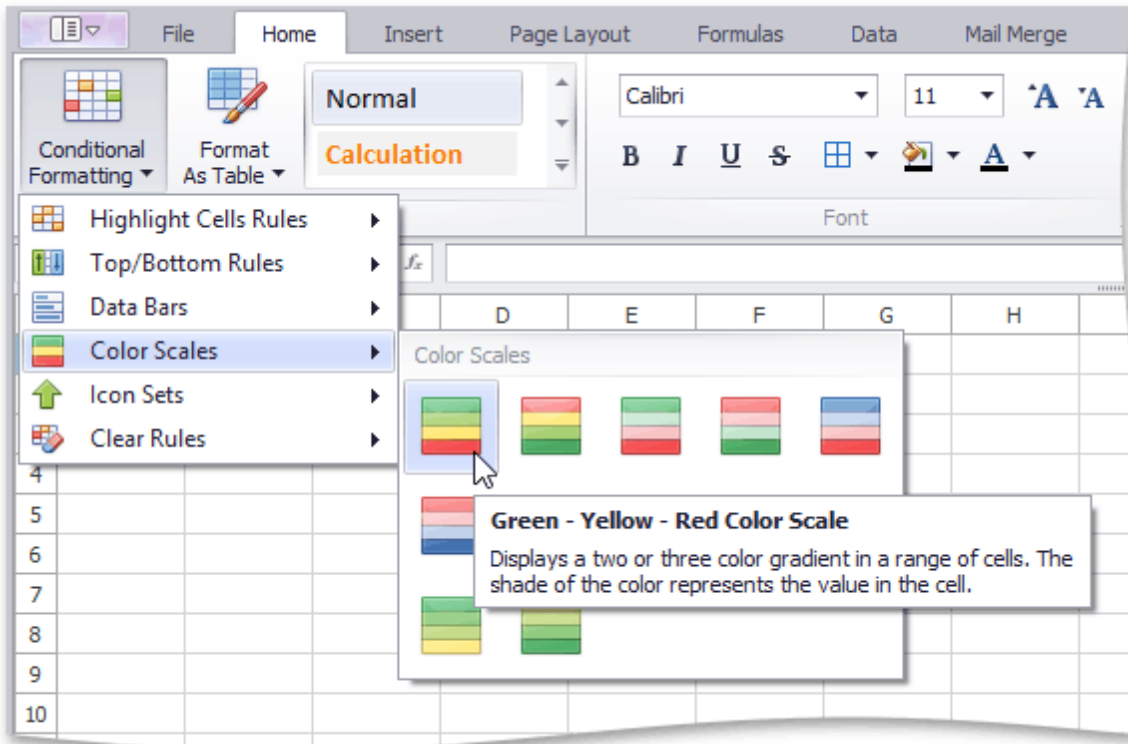 File Home Insert Page Layout Formulas Data Mail Merge
Conditional
Formatting
Format
As Table
Normal
Calculation
Calibri 11 A A
B I U S A
Font
Highlight Cells Rules
Top/Bottom Rules
Data Bars
Color Scales
Icon Sets
Clear Rules
fx
D E F G H
Color Scales
Green - Yellow - Red Color Scale
Displays a two or three color gradient in a range of cells. The
shade of the color represents the value in the cell.
4
5
6
7
8
9
10